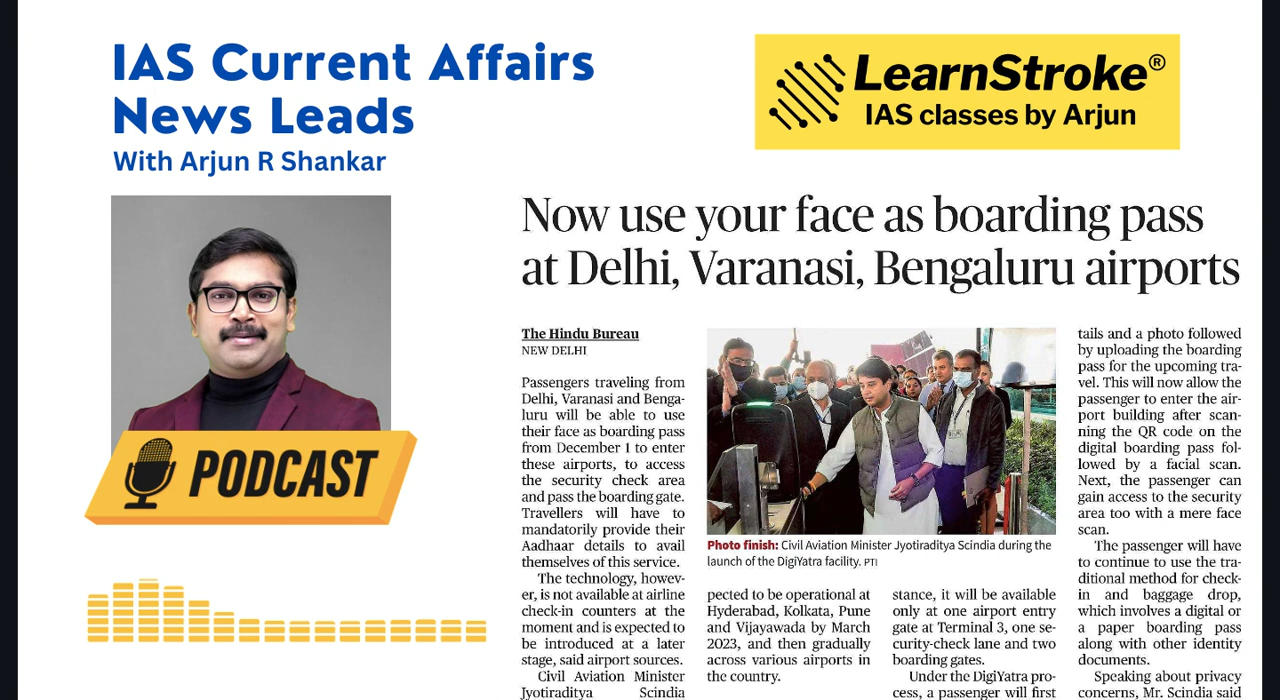 IAS Current Affairs
News Leads
With Arjun R Shankar
LearnStroke®
IAS classes by Arjun
PODCAST
Now use your face as boarding pass
at Delhi, Varanasi, Bengaluru airports
The Hindu Bureau
NEW DELHI
Passengers traveling from
Delhi, Varanasi and Benga-
luru will be able to use
their face as boarding pass
from December 1 to enter
these airports, to access
the security check area
and pass the boarding gate.
Travellers will have to
mandatorily provide their
Aadhaar details to avail
themselves of this service.
The technology, howev-
er, is not available at airline
check-in counters at the
moment and is expected to
be introduced at a later
stage, said airport sources.
Civil Aviation Minister
Jyotiraditya Scindia
Photo finish: Civil Aviation Minister Jyotiraditya Scindia during the
launch of the DigiYatra facility. PTI
pected to be operational at
Hyderabad, Kolkata, Pune
and Vijayawada by March
2023, and then gradually
across various airports in
the country.
stance, it will be available
only at one airport entry
gate at Terminal 3, one se-
curity-check lane and two
boarding gates.
Under the DigiYatra pro-
cess, a passenger will first
tails and a photo followed
by uploading the boarding
pass for the upcoming tra-
vel. This will now allow the
passenger to enter the air-
port building after scan-
ning the QR code on the
digital boarding pass fol-
lowed by a facial scan.
Next, the passenger can
gain access to the security
area too with a mere face
scan.
The passenger will have
to continue to use the tra-
ditional method for check-
in and baggage drop,
which involves a digital or
a paper boarding pass
along with other identity
documents.
Speaking about privacy
concerns, Mr. Scindia said